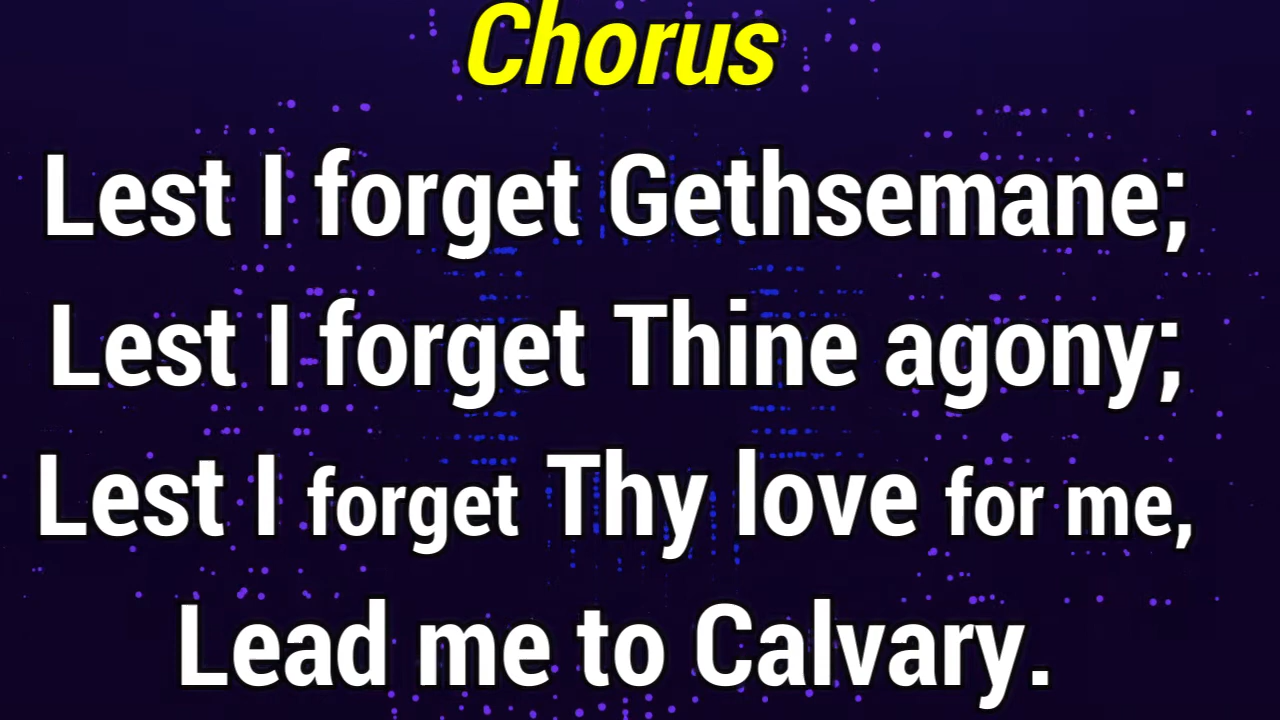 Chorus
Lest I forget Gethsemane;
Lest I forget Thine agony;
Lest I forget Thy love for me,
Lead me to Calvary.